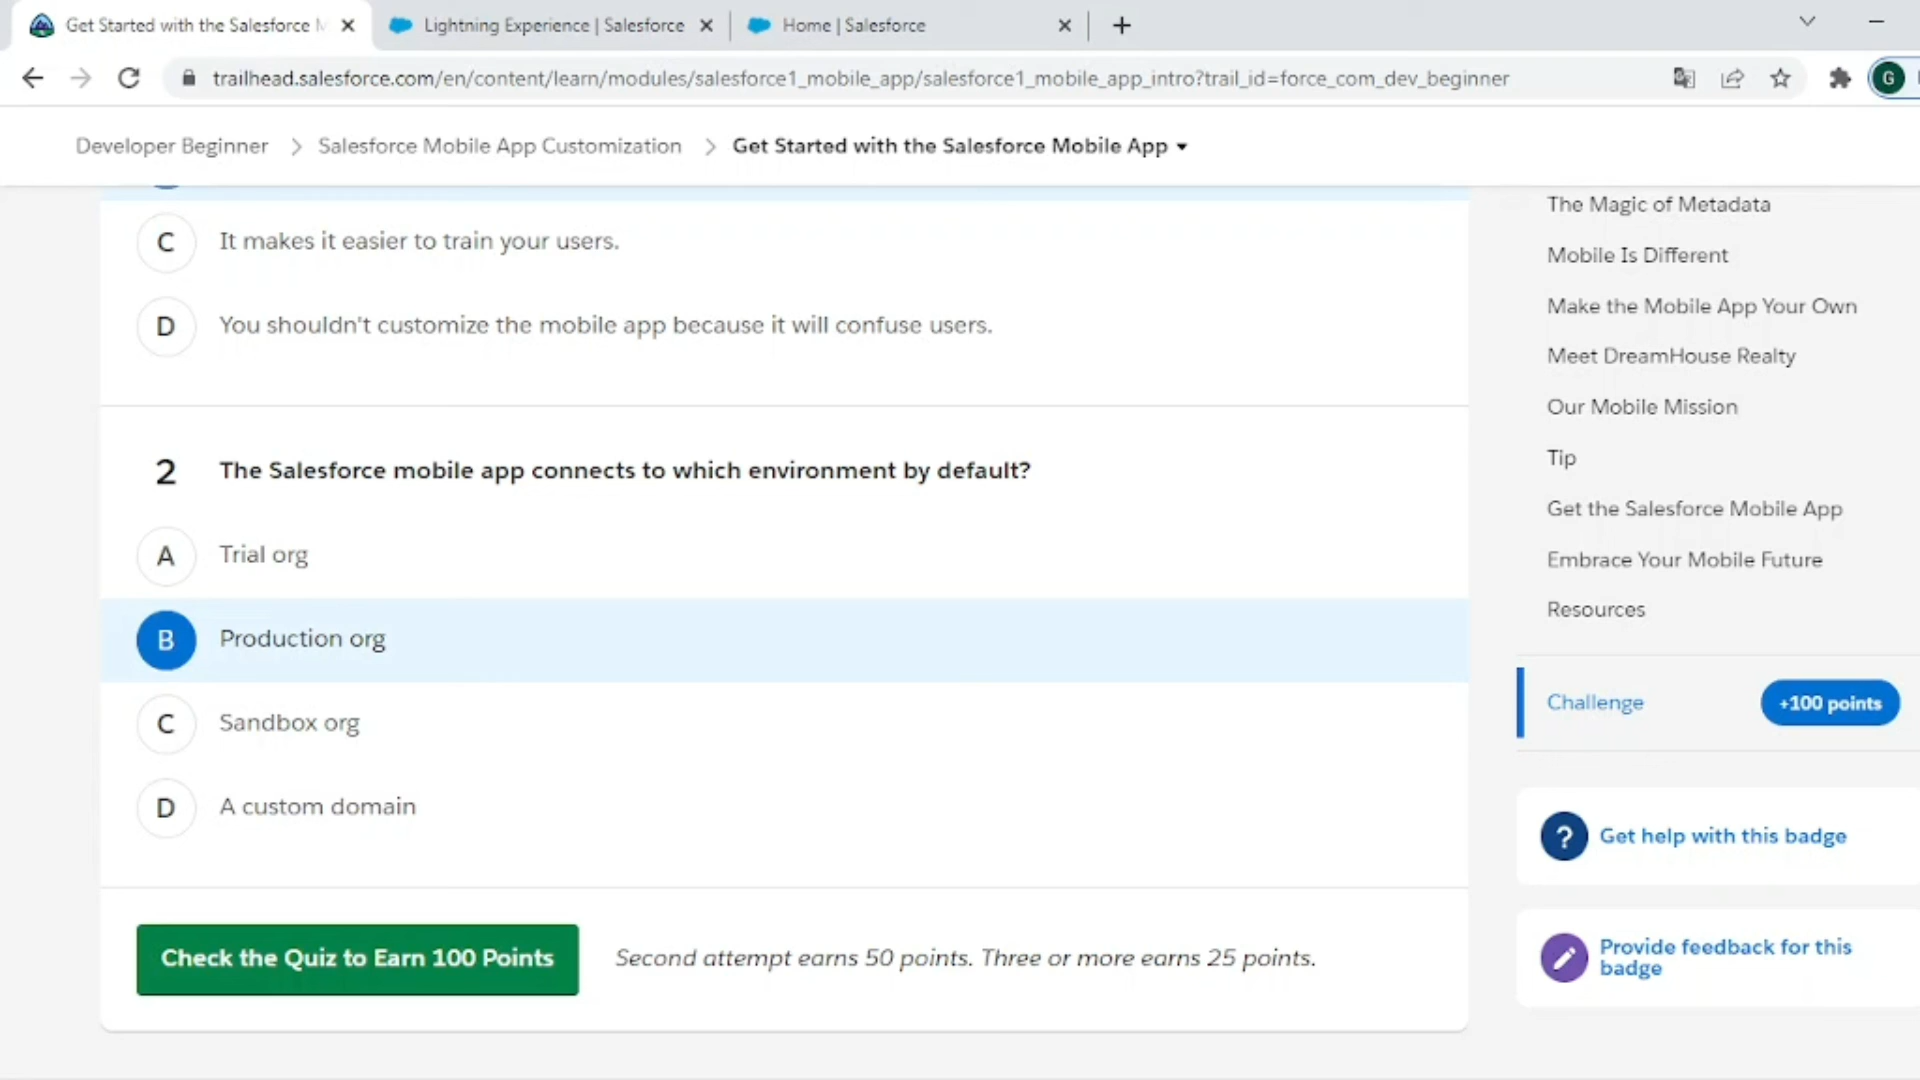 Get Started with the Salesforce M
Lightning Experience | Salesforce
Home | Salesforce
trailhead.salesforce.com/en/content/learn/modules/salesforce1_mobile_app/salesforce1_mobile_app_intro?trail_id=force_com_dev_beginner
G
Developer Beginner > Salesforce Mobile App Customization > Get Started with the Salesforce Mobile App
C It makes it easier to train your users.
D You shouldn't customize the mobile app because it will confuse users.
2 The Salesforce mobile app connects to which environment by default?
A Trial org
B Production org
C Sandbox org
D A custom domain
Check the Quiz to Earn 100 Points
Second attempt earns 50 points. Three or more earns 25 points.
The Magic of Metadata
Mobile Is Different
Make the Mobile App Your Own
Meet DreamHouse Realty
Our Mobile Mission
Tip
Get the Salesforce Mobile App
Embrace Your Mobile Future
Resources
Challenge
+100 points
? Get help with this badge
Provide feedback for this
badge